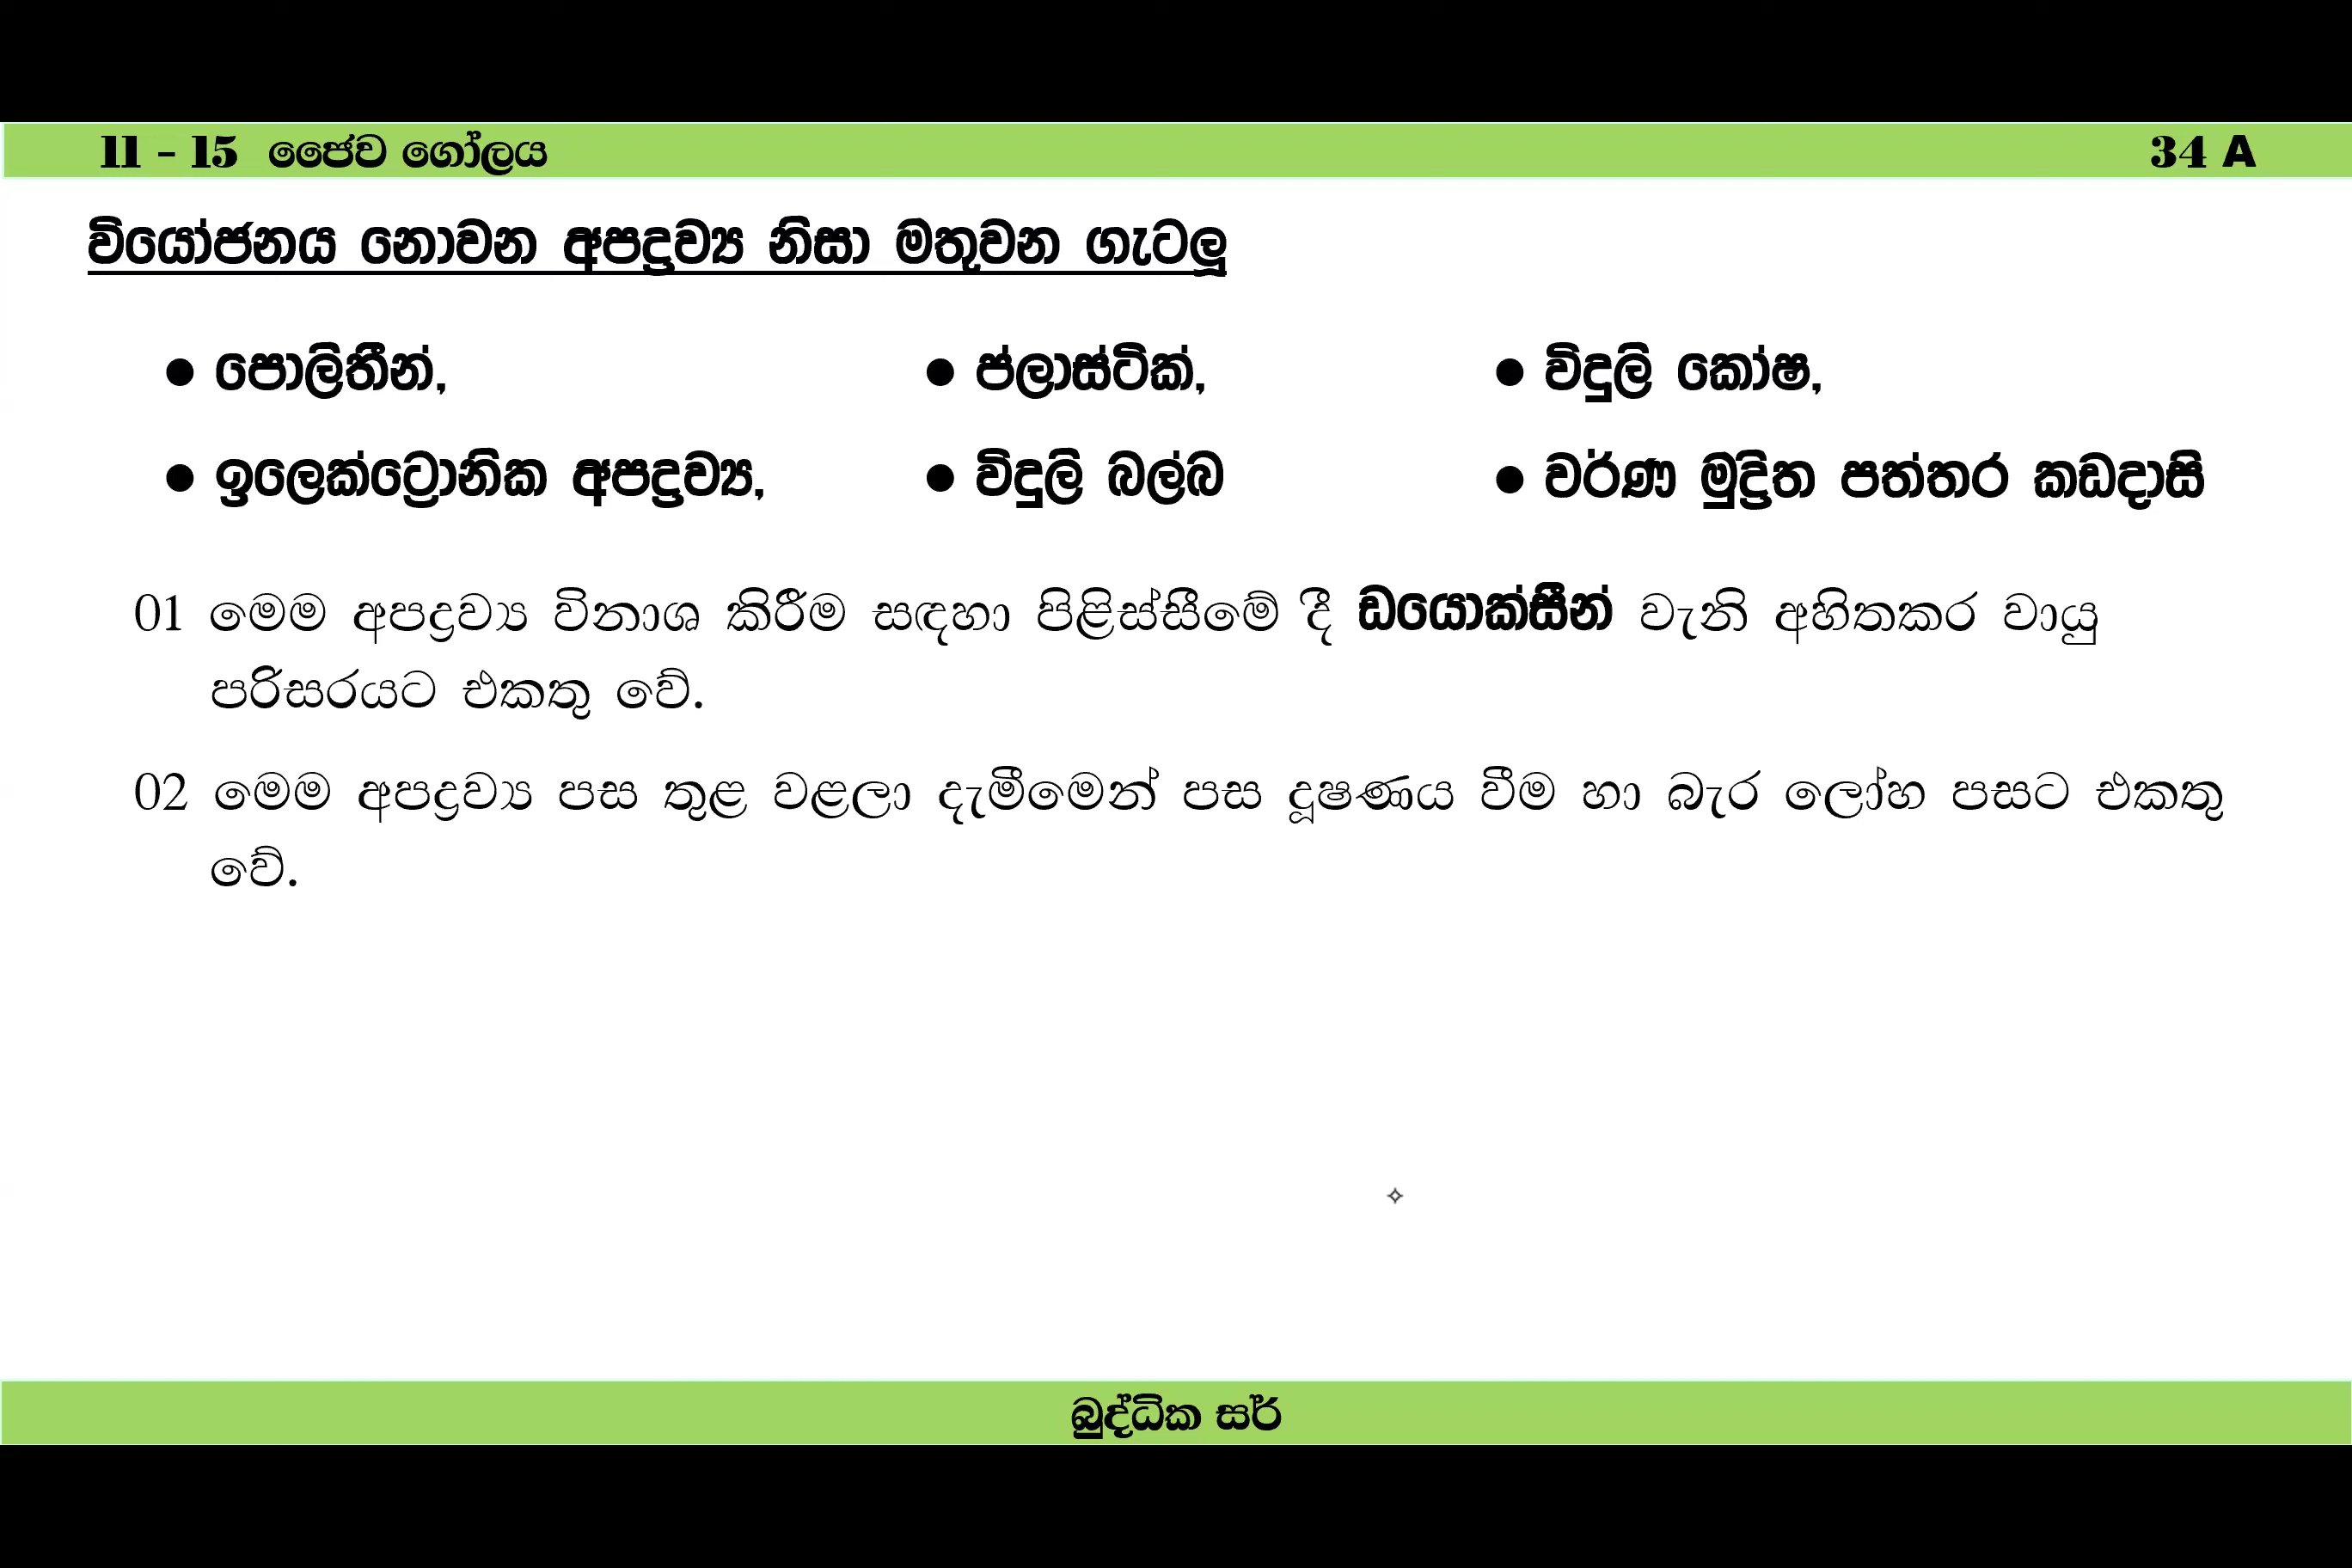 11 - 15 ජෛව ගෝලය 34 A
වියෝජනය නොවන අපද්‍රව්‍ය නිසා මතුවන ගැටලූ
● පොලිතීන්, ● ප්ලාස්ටික්, ● විදුලි කෝෂ,
● ඉලෙක්ට්‍රොනික අපද්‍රව්‍ය, ● විදුලි බල්බ ● වර්ණ මුද්‍රිත පත්තර කඩදාසි
01 මෙම අපද්‍රව්‍ය විනාශ කිරීම සඳහා පිළිස්සීමේ දී ඩයොක්සීන් වැනි අහිතකර වායු
පරිසරයට එකතු වේ.
02 මෙම අපද්‍රව්‍ය පස තුළ වළලා දැමීමෙන් පස දූෂණය වීම හා බැර ලෝහ පසට එකතු
වේ.
බුද්ධික සර්